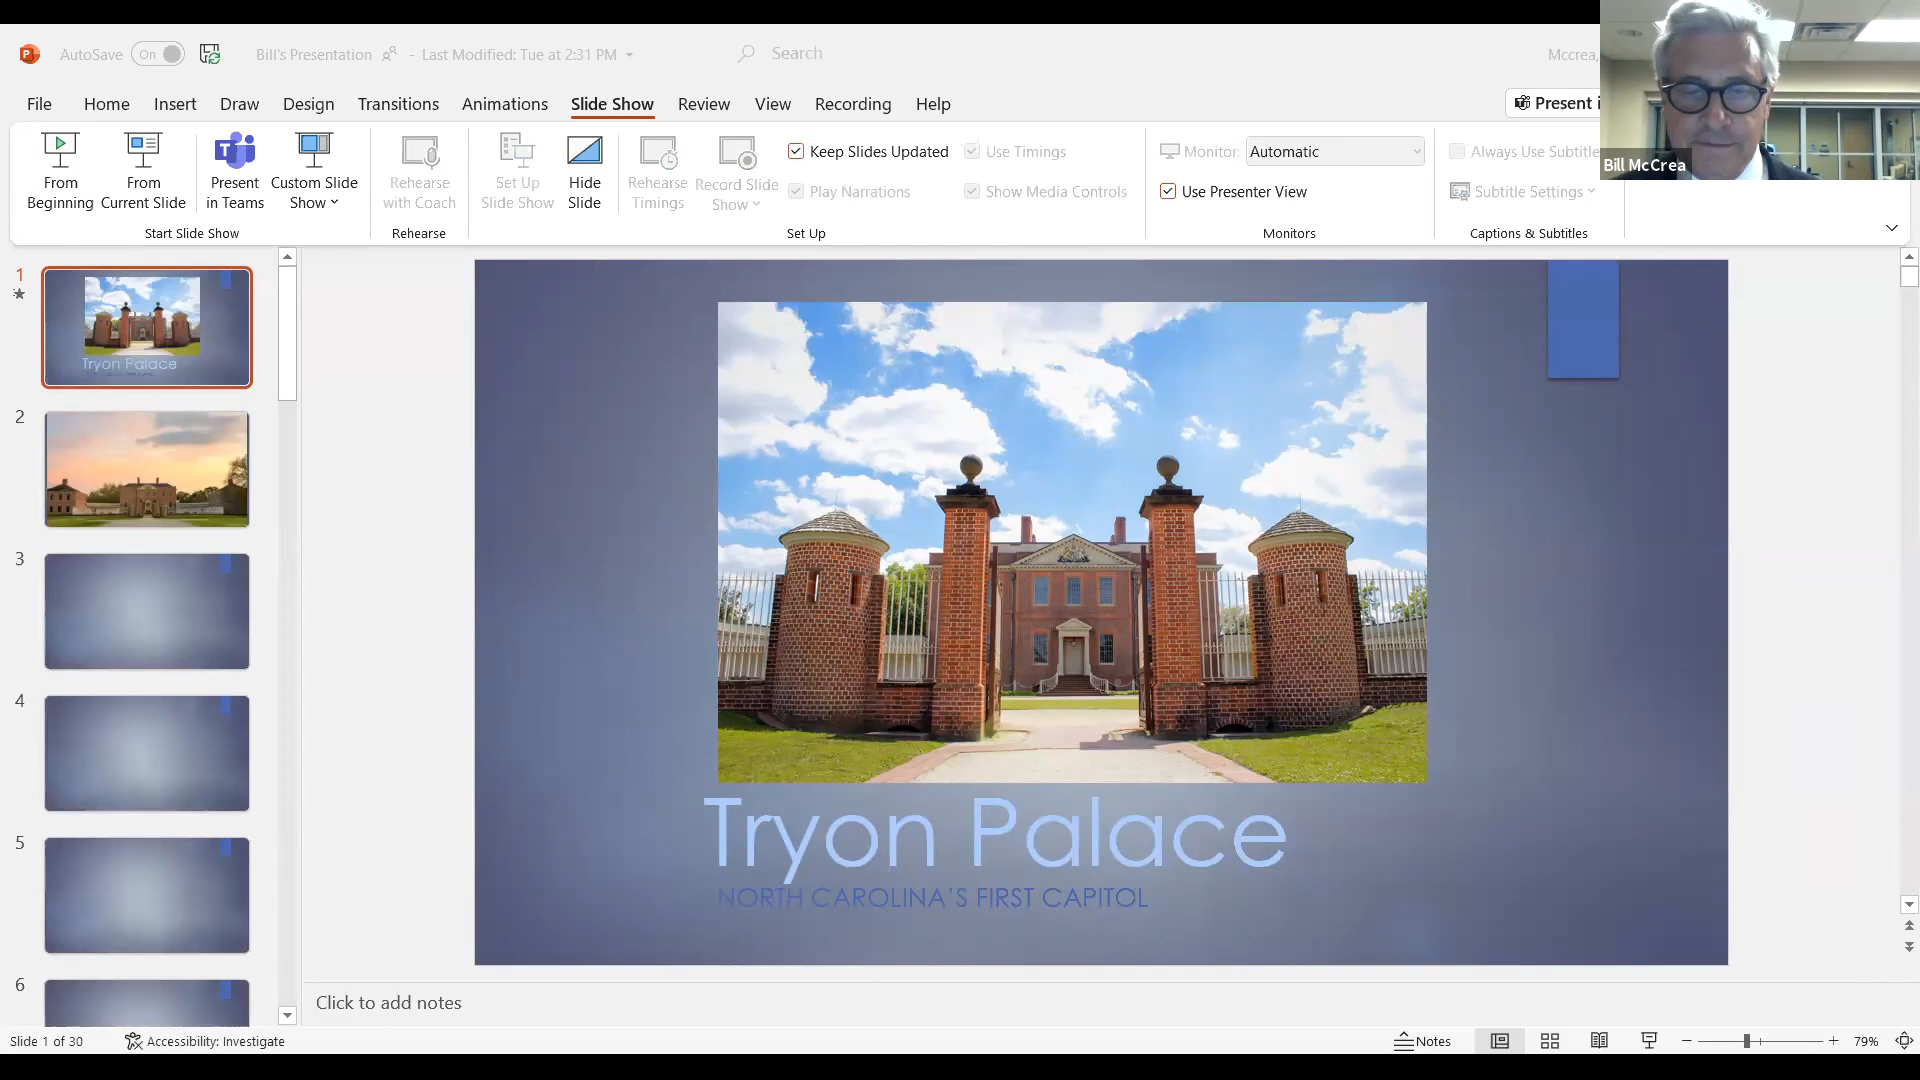 AutoSave On Bill's Presentation - Last Modified: Tue at 2:31 PM Search Mccrea,
File Home Insert Draw Design Transitions Animations Slide Show Review View Recording Help Present i
From Beginning
From Current Slide
Present in Teams
Custom Slide Show
Start Slide Show
Rehearse with Coach
Rehearse
Set Up Slide Show
Hide Slide
Rehearse Timings
Record Slide Show
Keep Slides Updated
Play Narrations
Use Timings
Show Media Controls
Set Up
Monitor: Automatic
Use Presenter View
Monitors
Always Use Subtitle
Subtitle Settings
Captions & Subtitles
Bill McCrea
1
Tryon Palace
2
3
4
5
6
Tryon Palace
NORTH CAROLINA'S FIRST CAPITOL
Click to add notes
Slide 1 of 30 Accessibility: Investigate Notes 79%